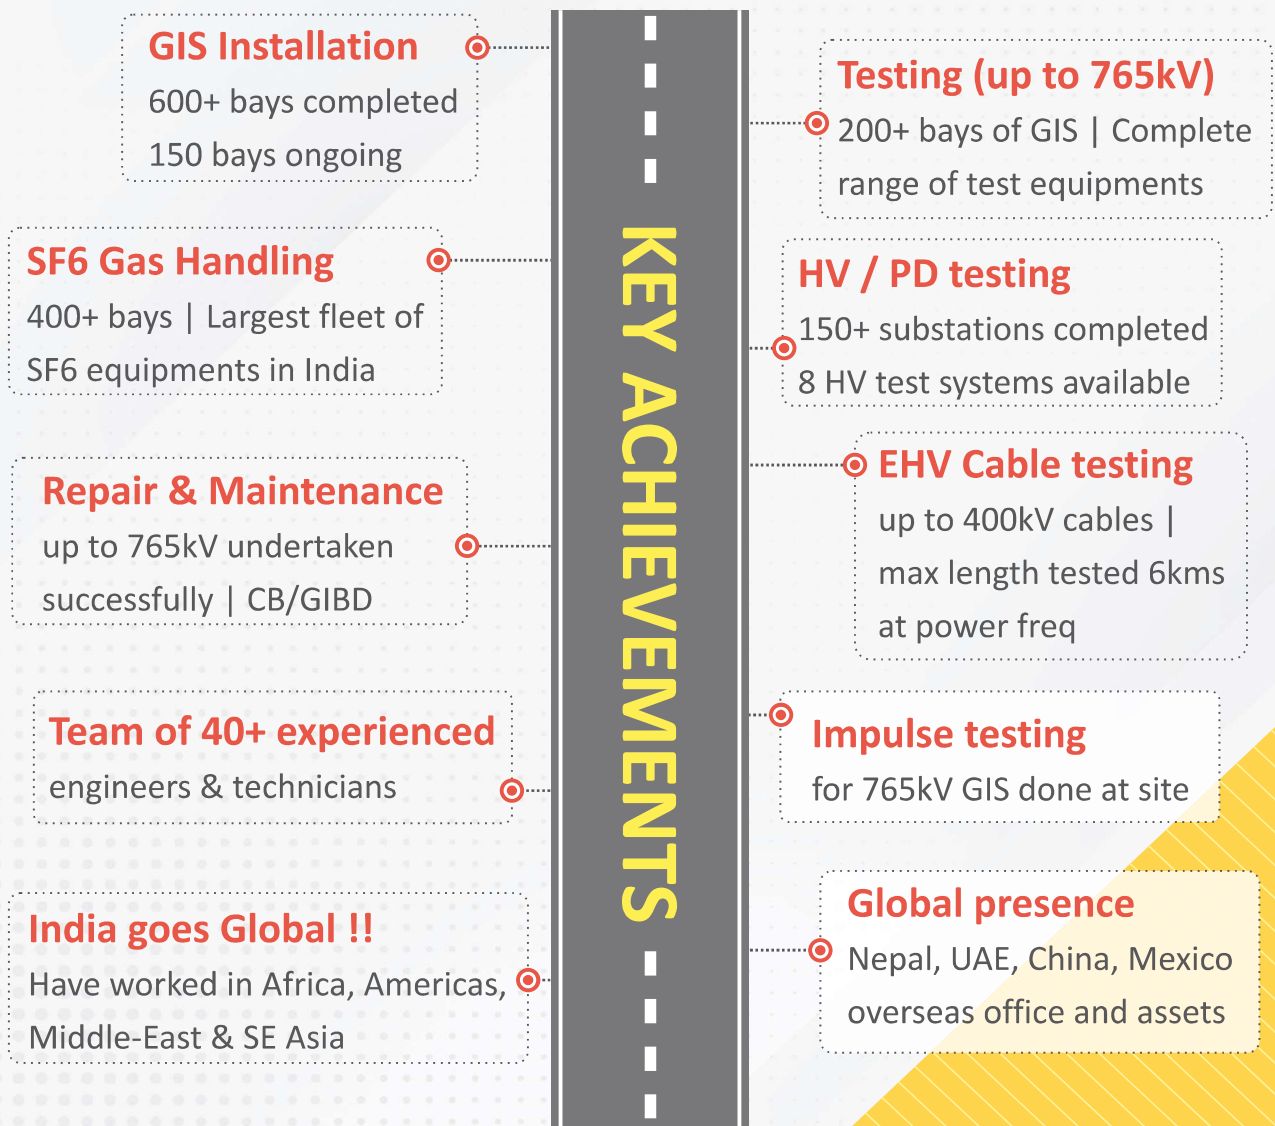 GIS Installation
600+ bays completed
150 bays ongoing
SF6 Gas Handling
400+ bays | Largest fleet of
SF6 equipments in India
Repair & Maintenance
up to 765kV undertaken
successfully | CB/GIBD
Team of 40+ experienced
engineers & technicians
India goes Global !!
Have worked in Africa, Americas,
Middle-East & SE Asia
KEY ACHIEVEMENTS
Testing (up to 765kV)
200+ bays of GIS | Complete
range of test equipments
HV / PD testing
150+ substations completed
8 HV test systems available
EHV Cable testing
up to 400kV cables |
max length tested 6kms
at power freq
Impulse testing
for 765kV GIS done at site
Global presence
Nepal, UAE, China, Mexico
overseas office and assets